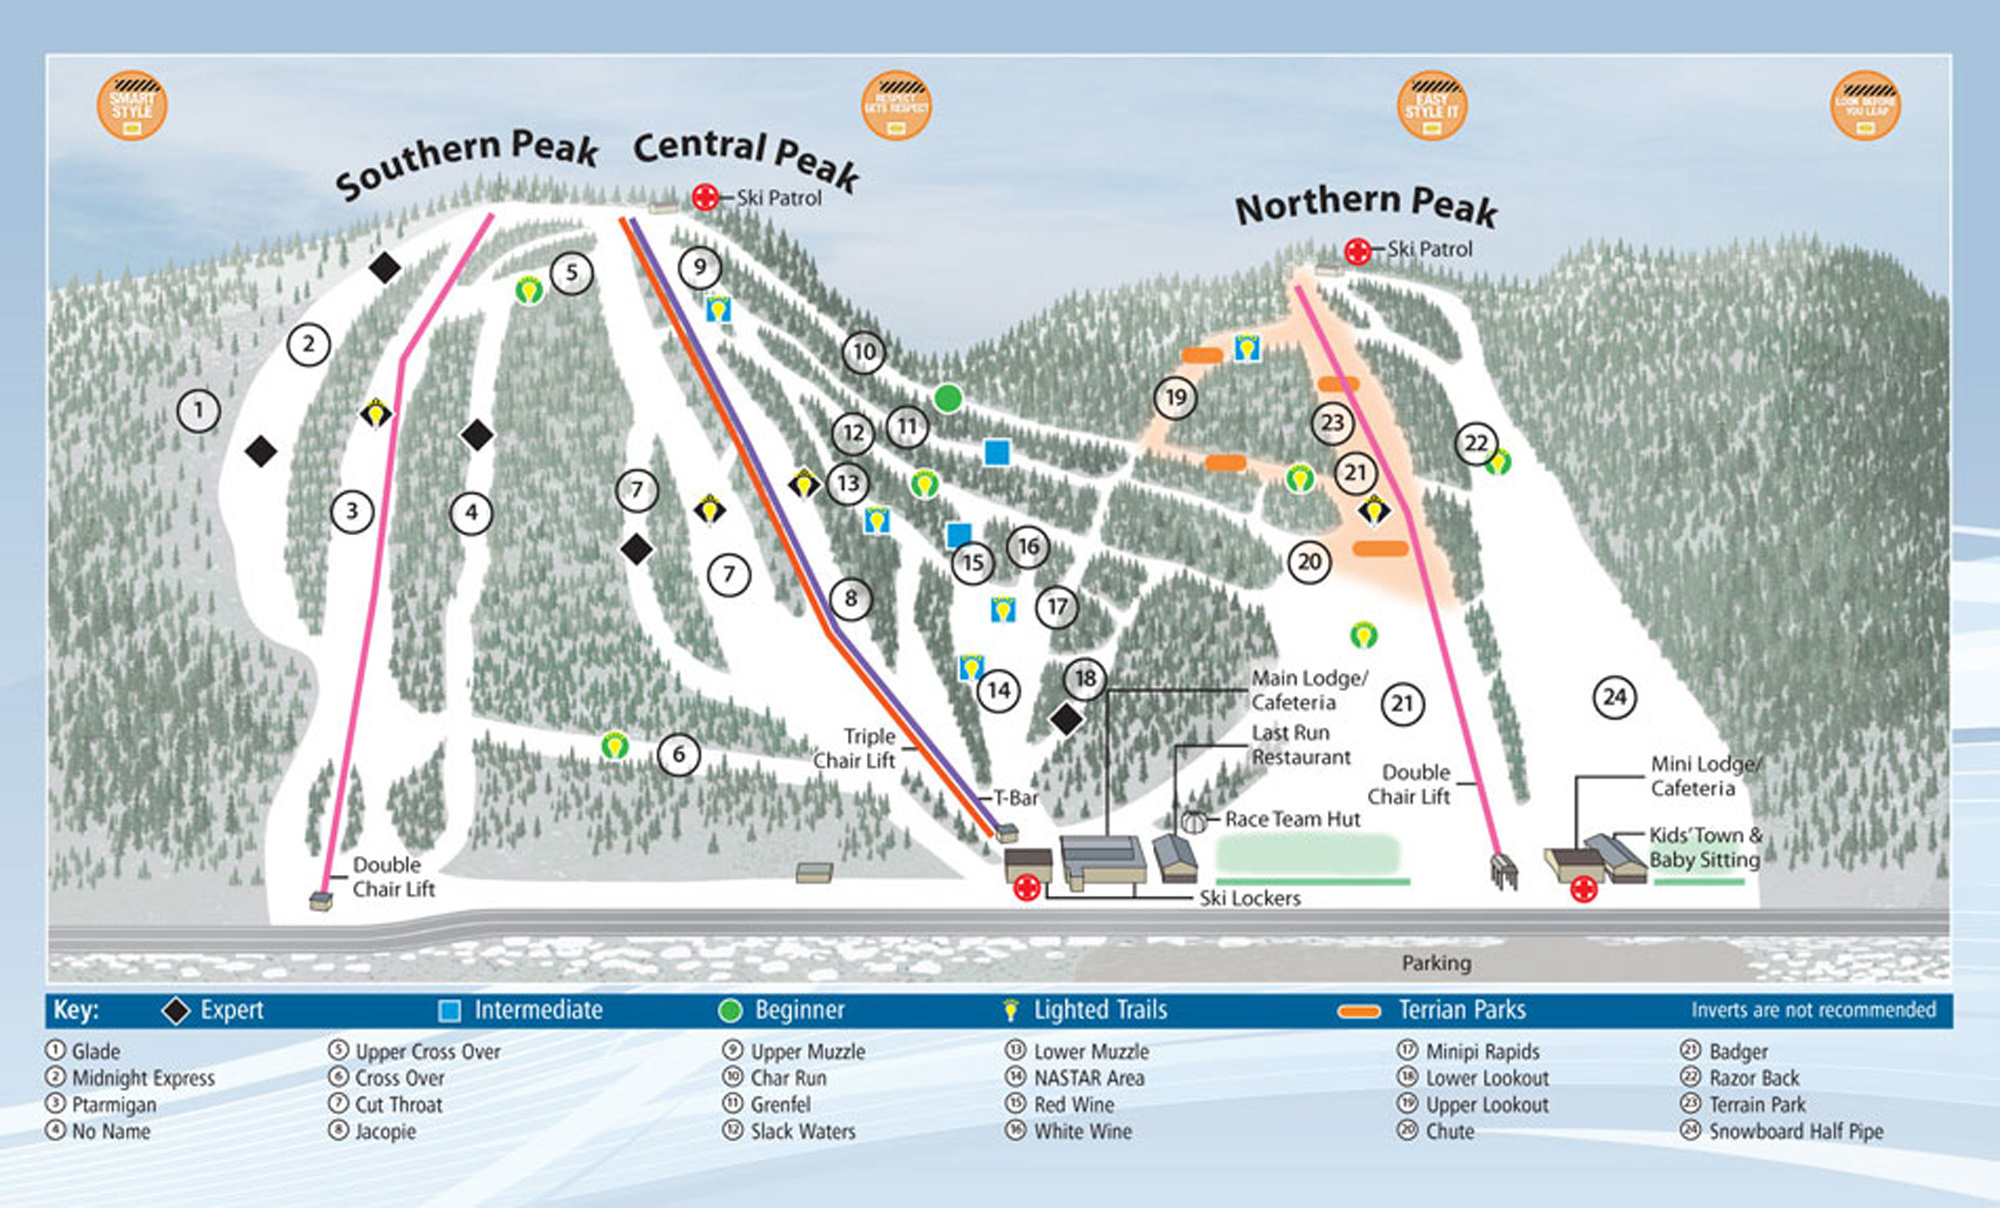 SMART
STYLE
RESPECT
GETS RESPECT
EASY
STYLE IT
LOOK BEFORE
YOU LEAP
Southern Peak
Central Peak
Northern Peak
Ski Patrol
Ski Patrol
1
2
3
4
5
6
7
7
8
9
10
11
12
13
14
15
16
17
18
19
20
21
21
22
23
24
Triple
Chair Lift
T-Bar
Double
Chair Lift
Main Lodge/
Cafeteria
Last Run
Restaurant
Race Team Hut
Ski Lockers
Double
Chair Lift
Mini Lodge/
Cafeteria
Kids' Town &
Baby Sitting
Parking
Key: Expert Intermediate Beginner Lighted Trails Terrian Parks Inverts are not recommended
1 Glade
2 Midnight Express
3 Ptarmigan
4 No Name
5 Upper Cross Over
6 Cross Over
7 Cut Throat
8 Jacopie
9 Upper Muzzle
10 Char Run
11 Grenfel
12 Slack Waters
13 Lower Muzzle
14 NASTAR Area
15 Red Wine
16 White Wine
17 Minipi Rapids
18 Lower Lookout
19 Upper Lookout
20 Chute
21 Badger
22 Razor Back
23 Terrain Park
24 Snowboard Half Pipe